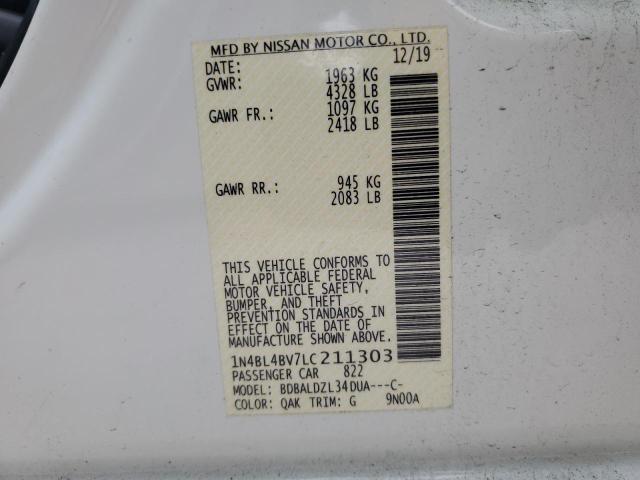 MFD BY NISSAN MOTOR CO., LTD.
DATE: 12/19
GVWR: 1963 KG
4328 LB
GAWR FR.: 1097 KG
2418 LB
GAWR RR.: 945 KG
2083 LB
THIS VEHICLE CONFORMS TO
ALL APPLICABLE FEDERAL
MOTOR VEHICLE SAFETY,
BUMPER, AND THEFT
PREVENTION STANDARDS IN
EFFECT ON THE DATE OF
MANUFACTURE SHOWN ABOVE.
1N4BL4BV7LC211303
PASSENGER CAR 822
MODEL: BDBALDZL34DUA---C-
COLOR: QAK TRIM: G 9N00A